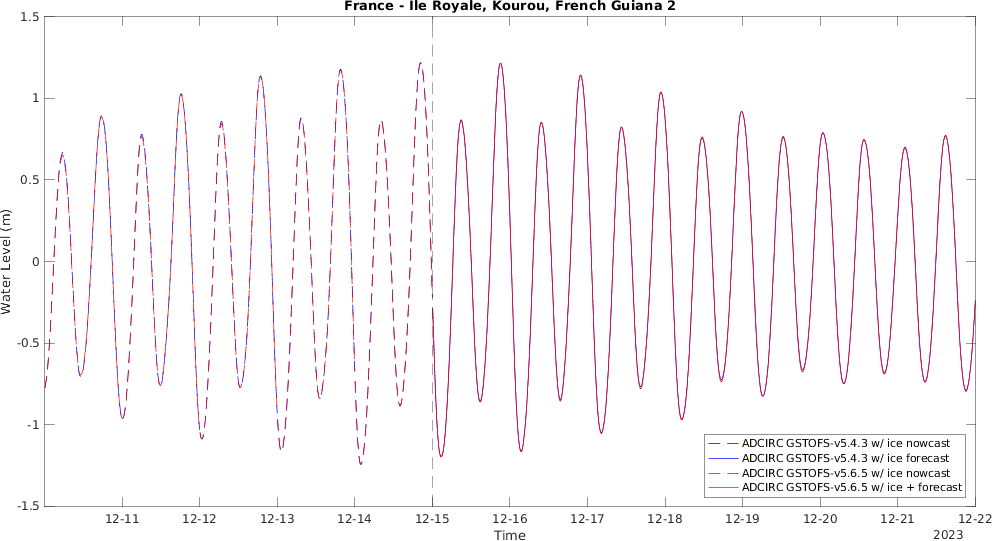 France - Ile Royale, Kourou, French Guiana 2
Water Level (m)
1.5
1
0.5
0
-0.5
-1
-1.5
12-11
12-12
12-13
12-14
12-15
12-16
12-17
12-18
12-19
12-20
12-21
12-22
Time
2023
ADCIRC GSTOFS-v5.4.3 w/ ice nowcast
ADCIRC GSTOFS-v5.4.3 w/ ice forecast
ADCIRC GSTOFS-v5.6.5 w/ ice nowcast
ADCIRC GSTOFS-v5.6.5 w/ ice + forecast